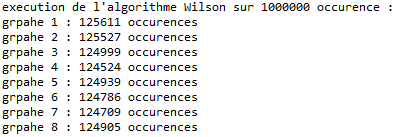 execution de l'algorithme Wilson sur 1000000 occurence :
grpahe 1 : 125611 occurences
grpahe 2 : 125527 occurences
grpahe 3 : 124999 occurences
grpahe 4 : 124524 occurences
grpahe 5 : 124939 occurences
grpahe 6 : 124786 occurences
grpahe 7 : 124709 occurences
grpahe 8 : 124905 occurences